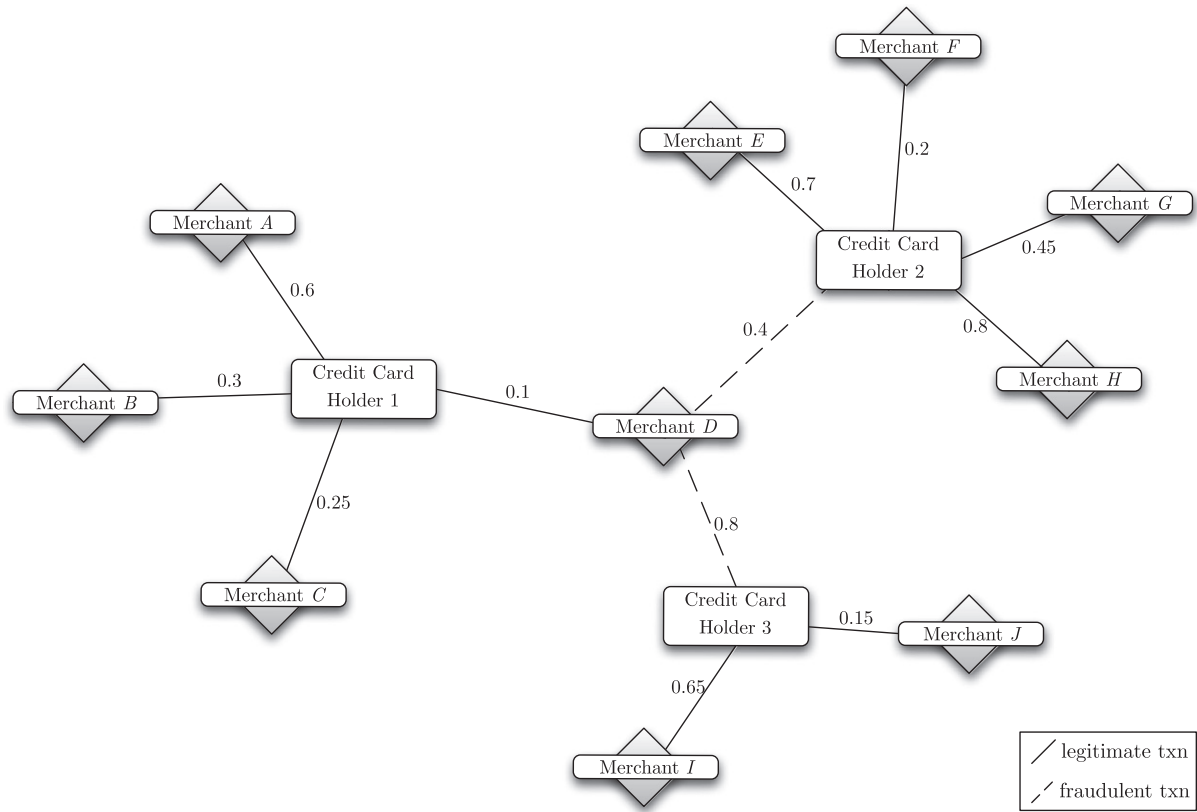 Merchant F
Merchant E
0.2
0.7
Merchant G
Merchant A
Credit Card
Holder 2
0.45
0.6
0.8
0.4
Credit Card
Holder 1
0.3
Merchant B
0.1
Merchant H
Merchant D
0.25
0.8
Merchant C
Credit Card
Holder 3
0.15
Merchant J
0.65
Merchant I
legitimate txn
fraudulent txn